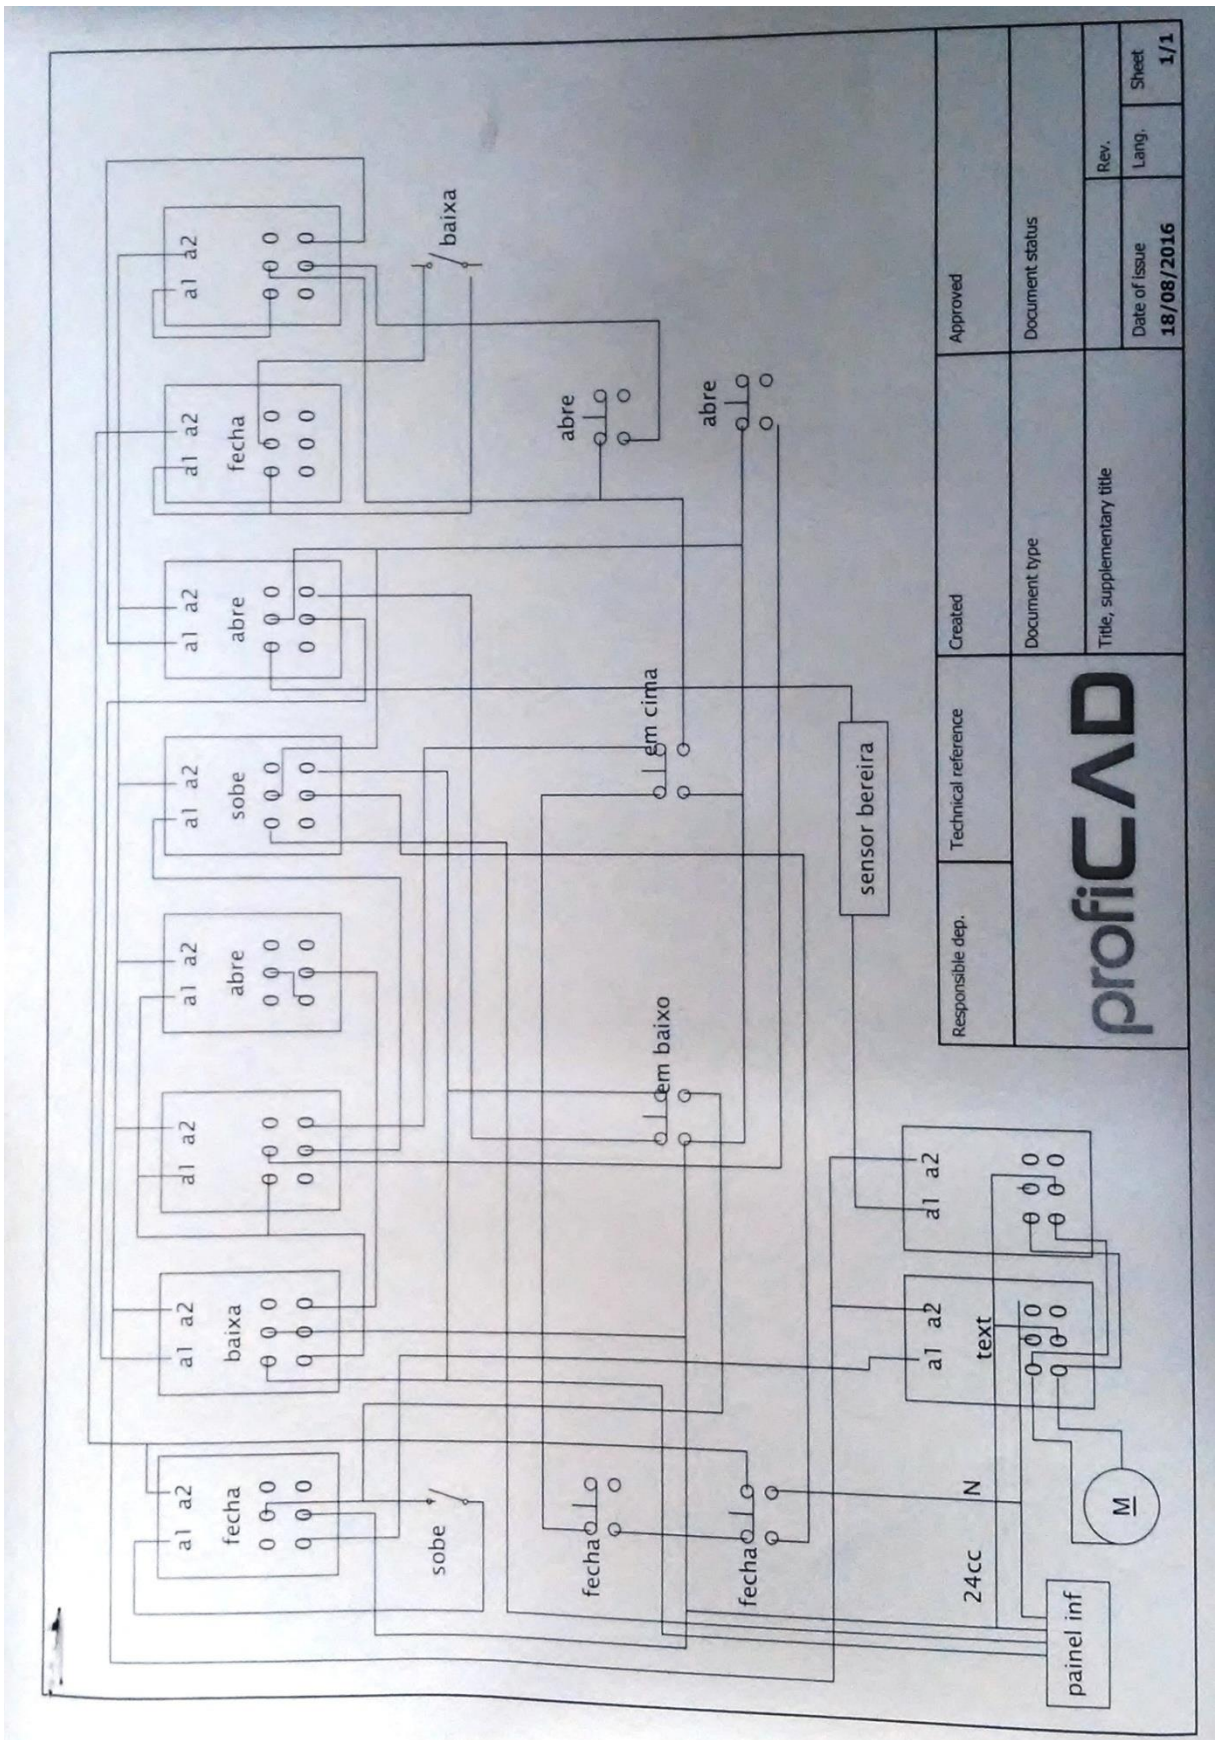 a1 a2
a1 a2
a1 a2
a1 a2
a1 a2
a1 a2
a1 a2
a1 a2
fecha
baixa
abre
sobe
abre
fecha
sobe
baixa
fecha
abre
em baixo
em cima
fecha
abre
sensor bereira
a1 a2
a1 a2
text
24cc
N
painel inf
M
Responsible dep.
Technical reference
Created
Approved
profiCAD
Document type
Document status
Title, supplementary title
Rev.
Date of issue
18/08/2016
Lang.
Sheet
1/1